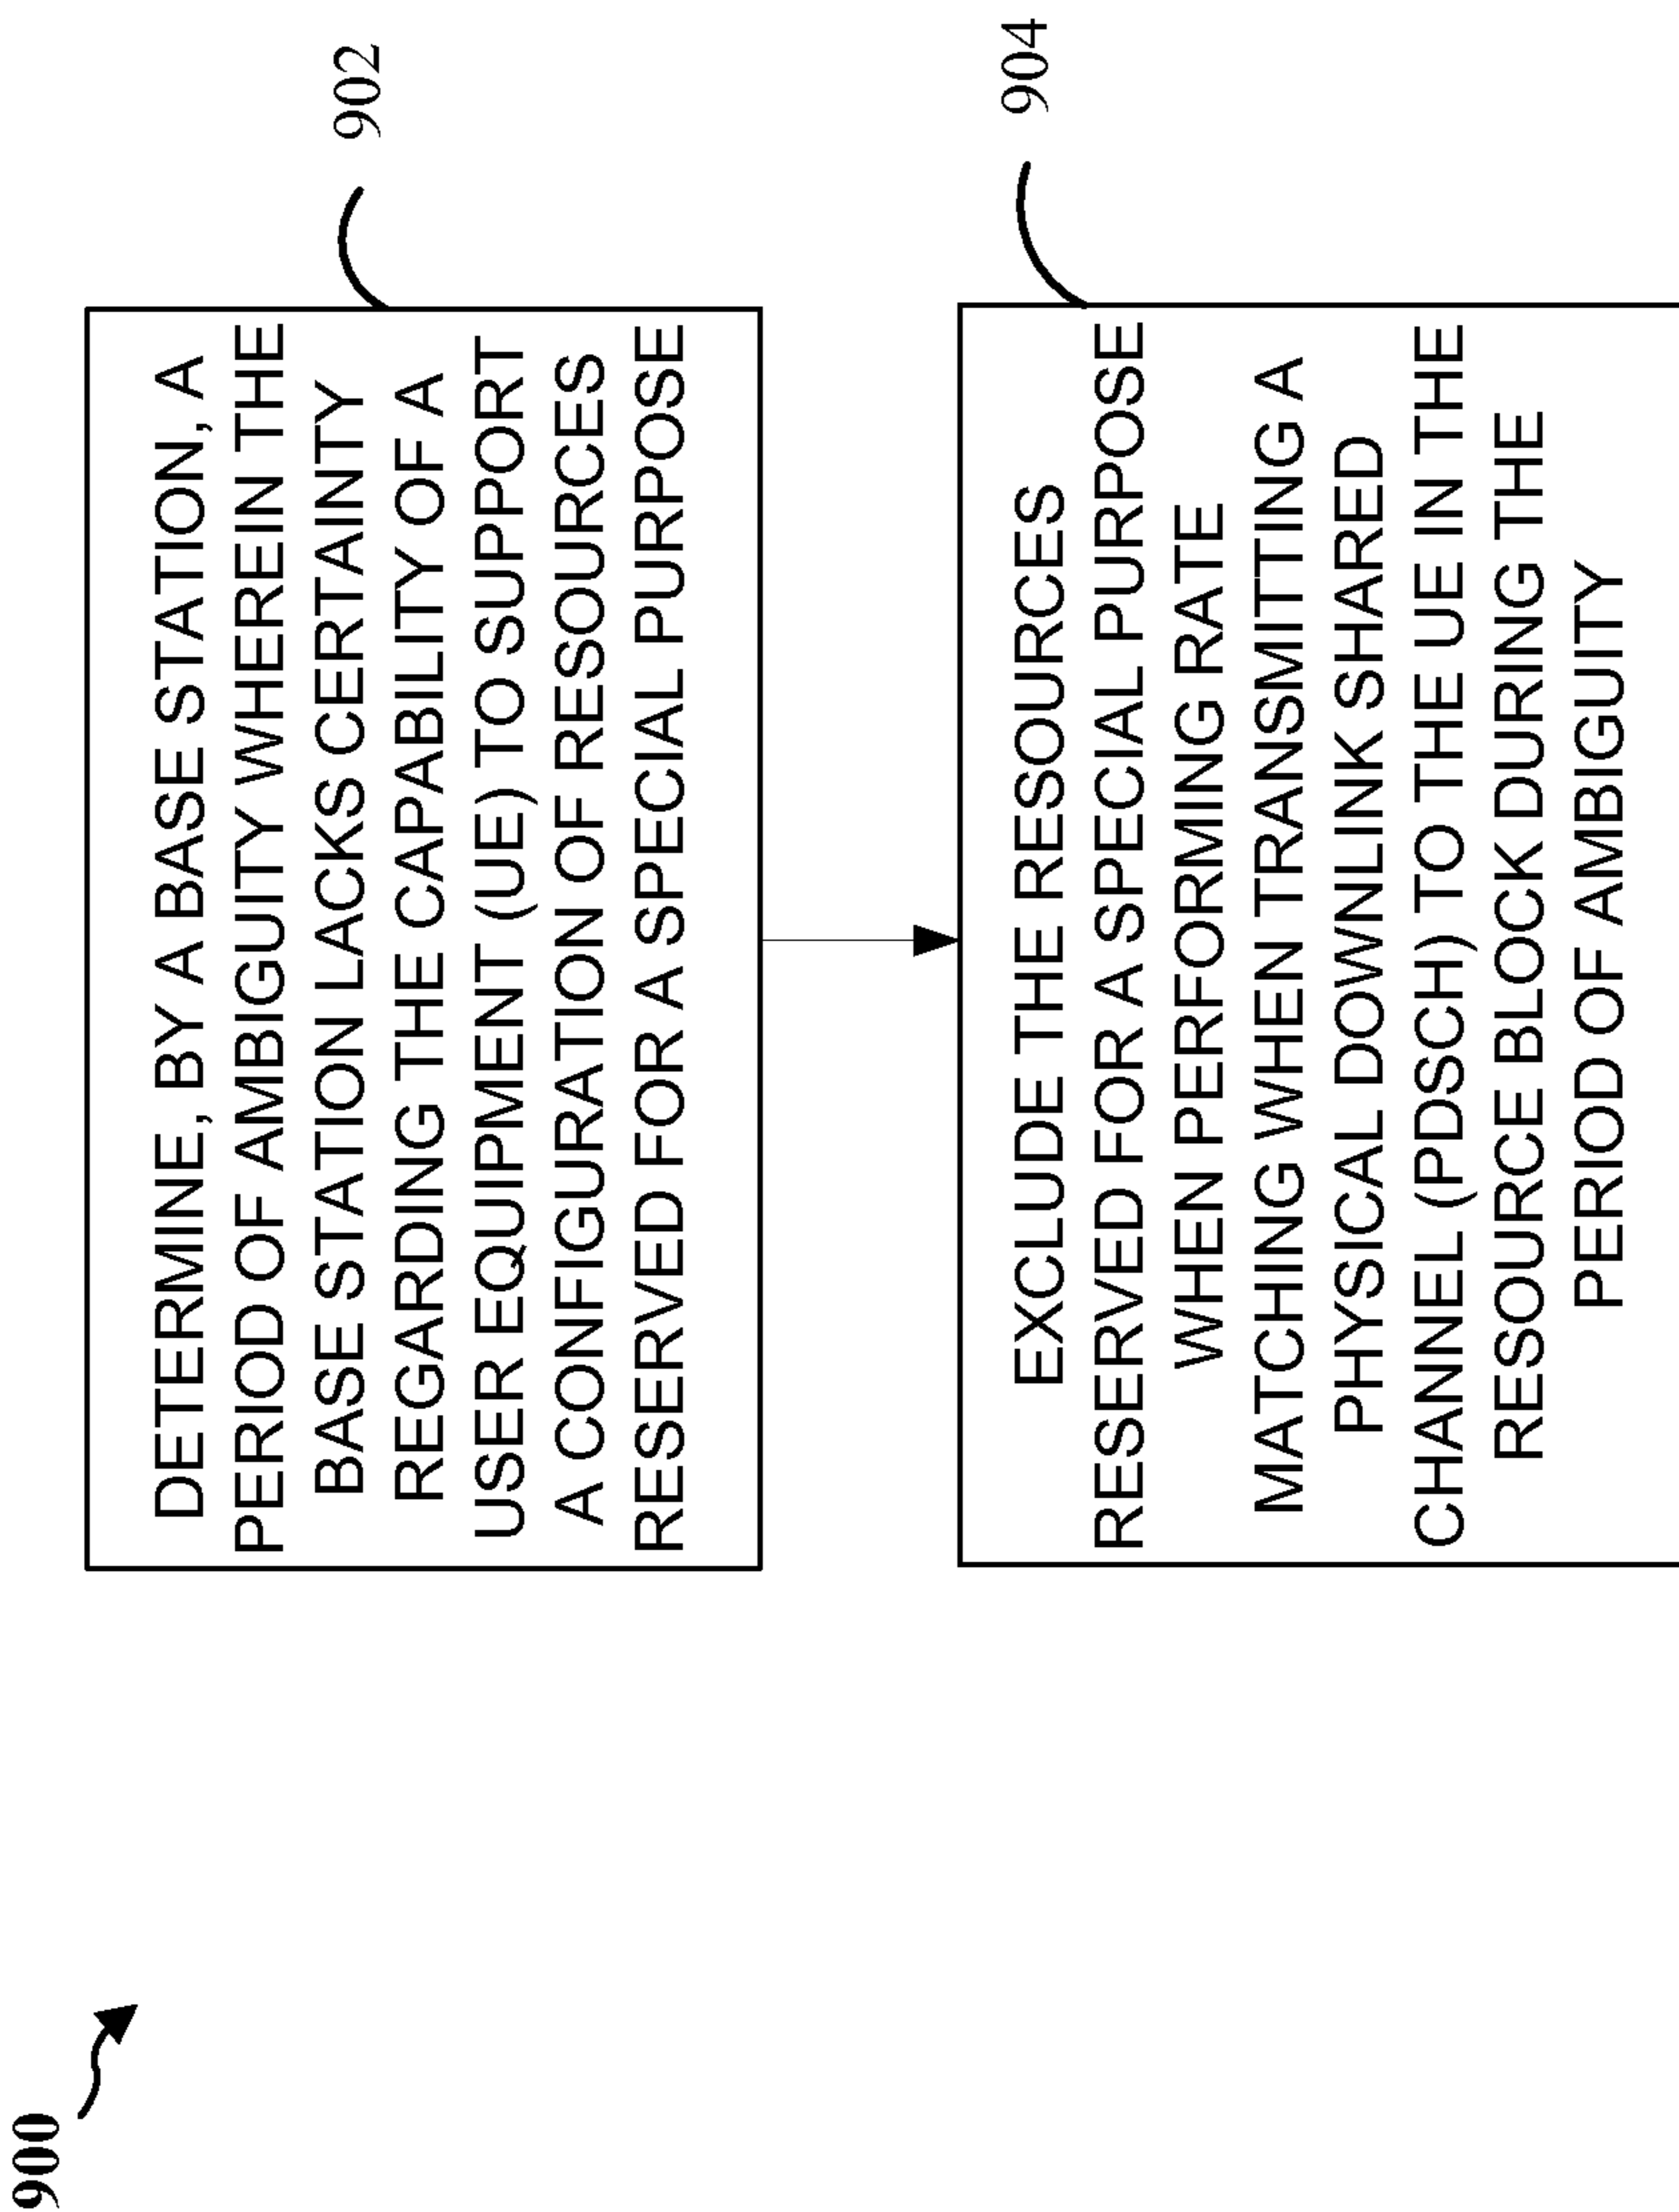 900
DETERMINE, BY A BASE STATION, A
PERIOD OF AMBIGUITY WHEREIN THE
BASE STATION LACKS CERTAINTY
REGARDING THE CAPABILITY OF A
USER EQUIPMENT (UE) TO SUPPORT
A CONFIGURATION OF RESOURCES
RESERVED FOR A SPECIAL PURPOSE
902
EXCLUDE THE RESOURCES
RESERVED FOR A SPECIAL PURPOSE
WHEN PERFORMING RATE
MATCHING WHEN TRANSMITTING A
PHYSICAL DOWNLINK SHARED
CHANNEL (PDSCH) TO THE UE IN THE
RESOURCE BLOCK DURING THE
PERIOD OF AMBIGUITY
904